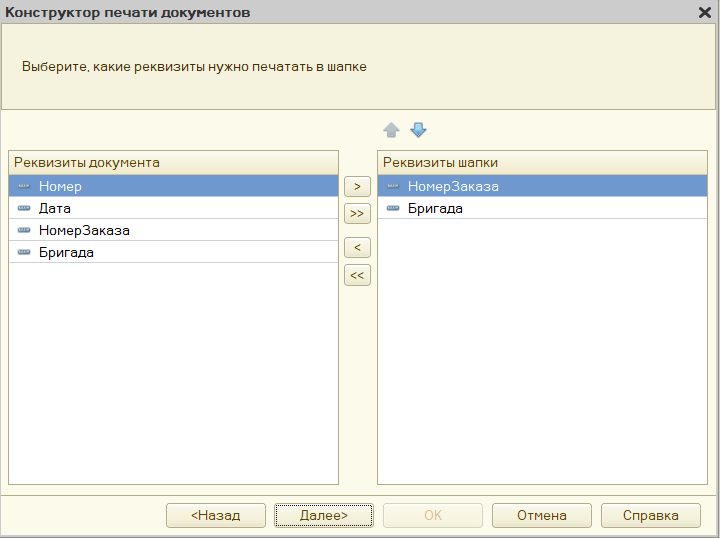 Конструктор печати документов
Выберите, какие реквизиты нужно печатать в шапке
Реквизиты документа
Номер
Дата
НомерЗаказа
Бригада
>
>>
<
<<
Реквизиты шапки
НомерЗаказа
Бригада
<Назад
Далее>
OK
Отмена
Справка